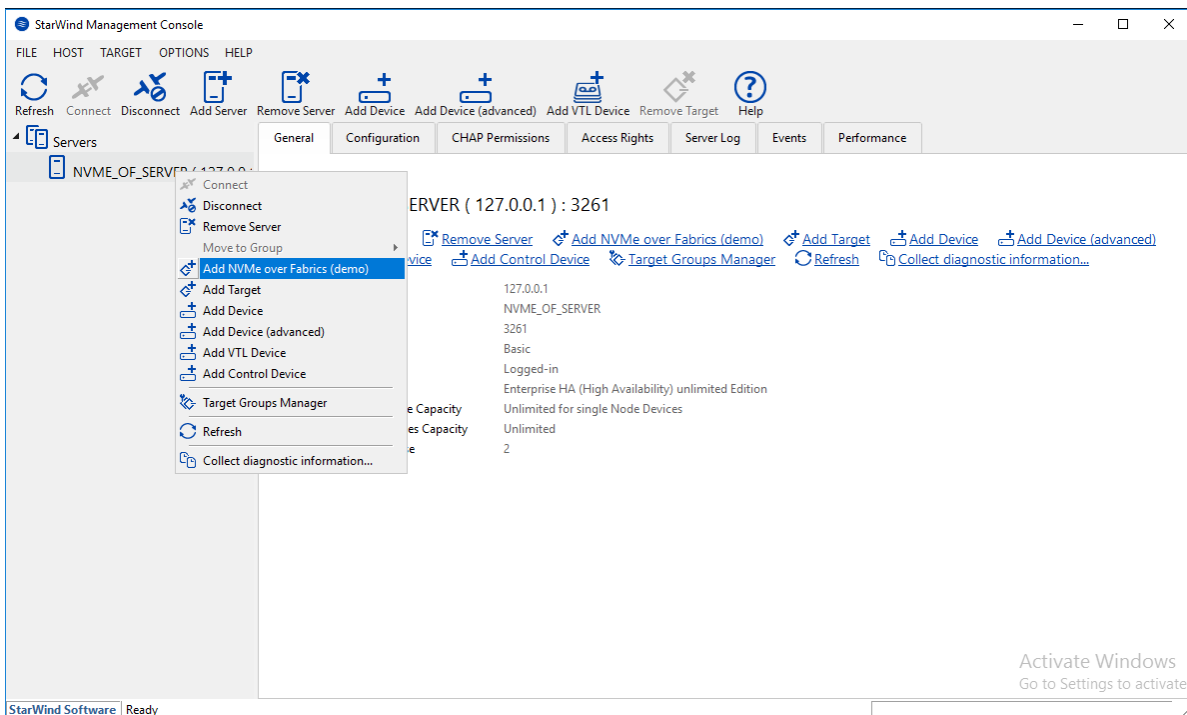 StarWind Management Console
FILE HOST TARGET OPTIONS HELP
Refresh Connect Disconnect Add Server Remove Server Add Device Add Device (advanced) Add VTL Device Remove Target Help
Servers
General Configuration CHAP Permissions Access Rights Server Log Events Performance
NVME_OF_SERVER ( 127.0.0.1
Connect
Disconnect
Remove Server
Move to Group
Add NVMe over Fabrics (demo)
Add Target
Add Device
Add Device (advanced)
Add VTL Device
Add Control Device
Target Groups Manager
Refresh
Collect diagnostic information...
ERVER ( 127.0.0.1 ) : 3261
Remove Server Add NVMe over Fabrics (demo) Add Target Add Device Add Device (advanced)
vice Add Control Device Target Groups Manager Refresh Collect diagnostic information...
127.0.0.1
NVME_OF_SERVER
3261
Basic
Logged-in
Enterprise HA (High Availability) unlimited Edition
e Capacity Unlimited for single Node Devices
es Capacity Unlimited
e 2
Activate Windows
Go to Settings to activate
StarWind Software Ready